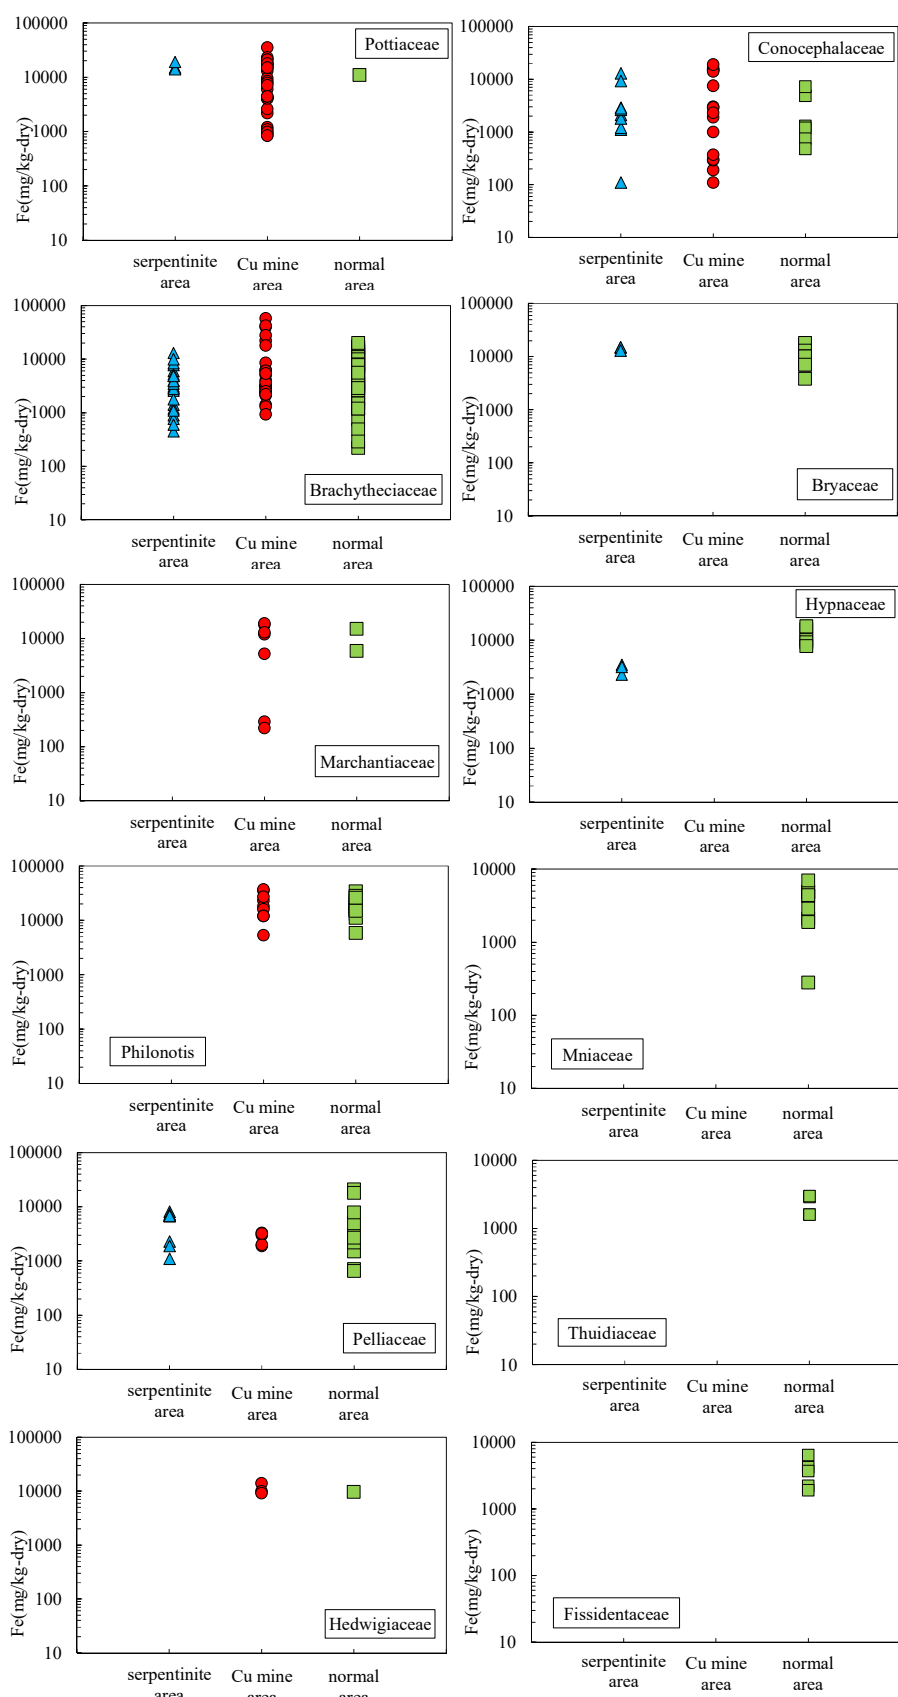 100000
10000
1000
100
10
Fe(mg/kg-dry)
Pottiaceae
serpentinite area
Cu mine area
normal area
100000
10000
1000
100
10
Fe(mg/kg-dry)
Conocephalaceae
serpentinite area
Cu mine area
normal area
100000
10000
1000
100
10
Fe(mg/kg-dry)
Brachytheciaceae
serpentinite area
Cu mine area
normal area
100000
10000
1000
100
10
Fe(mg/kg-dry)
Bryaceae
serpentinite area
Cu mine area
normal area
100000
10000
1000
100
10
Fe(mg/kg-dry)
Marchantiaceae
serpentinite area
Cu mine area
normal area
100000
10000
1000
100
10
Fe(mg/kg-dry)
Hypnaceae
serpentinite area
Cu mine area
normal area
100000
10000
1000
100
10
Fe(mg/kg-dry)
Philonotis
serpentinite area
Cu mine area
normal area
10000
1000
100
10
Fe(mg/kg-dry)
Mniaceae
serpentinite area
Cu mine area
normal area
100000
10000
1000
100
10
Fe(mg/kg-dry)
Pelliaceae
serpentinite area
Cu mine area
normal area
10000
1000
100
10
Fe(mg/kg-dry)
Thuidiaceae
serpentinite area
Cu mine area
normal area
100000
10000
1000
100
10
Fe(mg/kg-dry)
Hedwigiaceae
serpentinite area
Cu mine area
normal area
10000
1000
100
10
Fe(mg/kg-dry)
Fissidentaceae
serpentinite area
Cu mine area
normal area